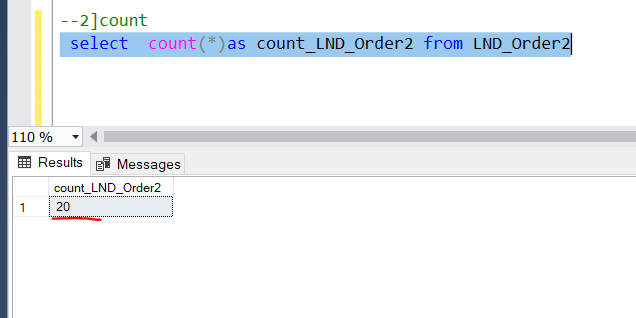 --2]count
select  count(*)as count_LND_Order2 from LND_Order2
110 %
Results Messages
count_LND_Order2
1 20